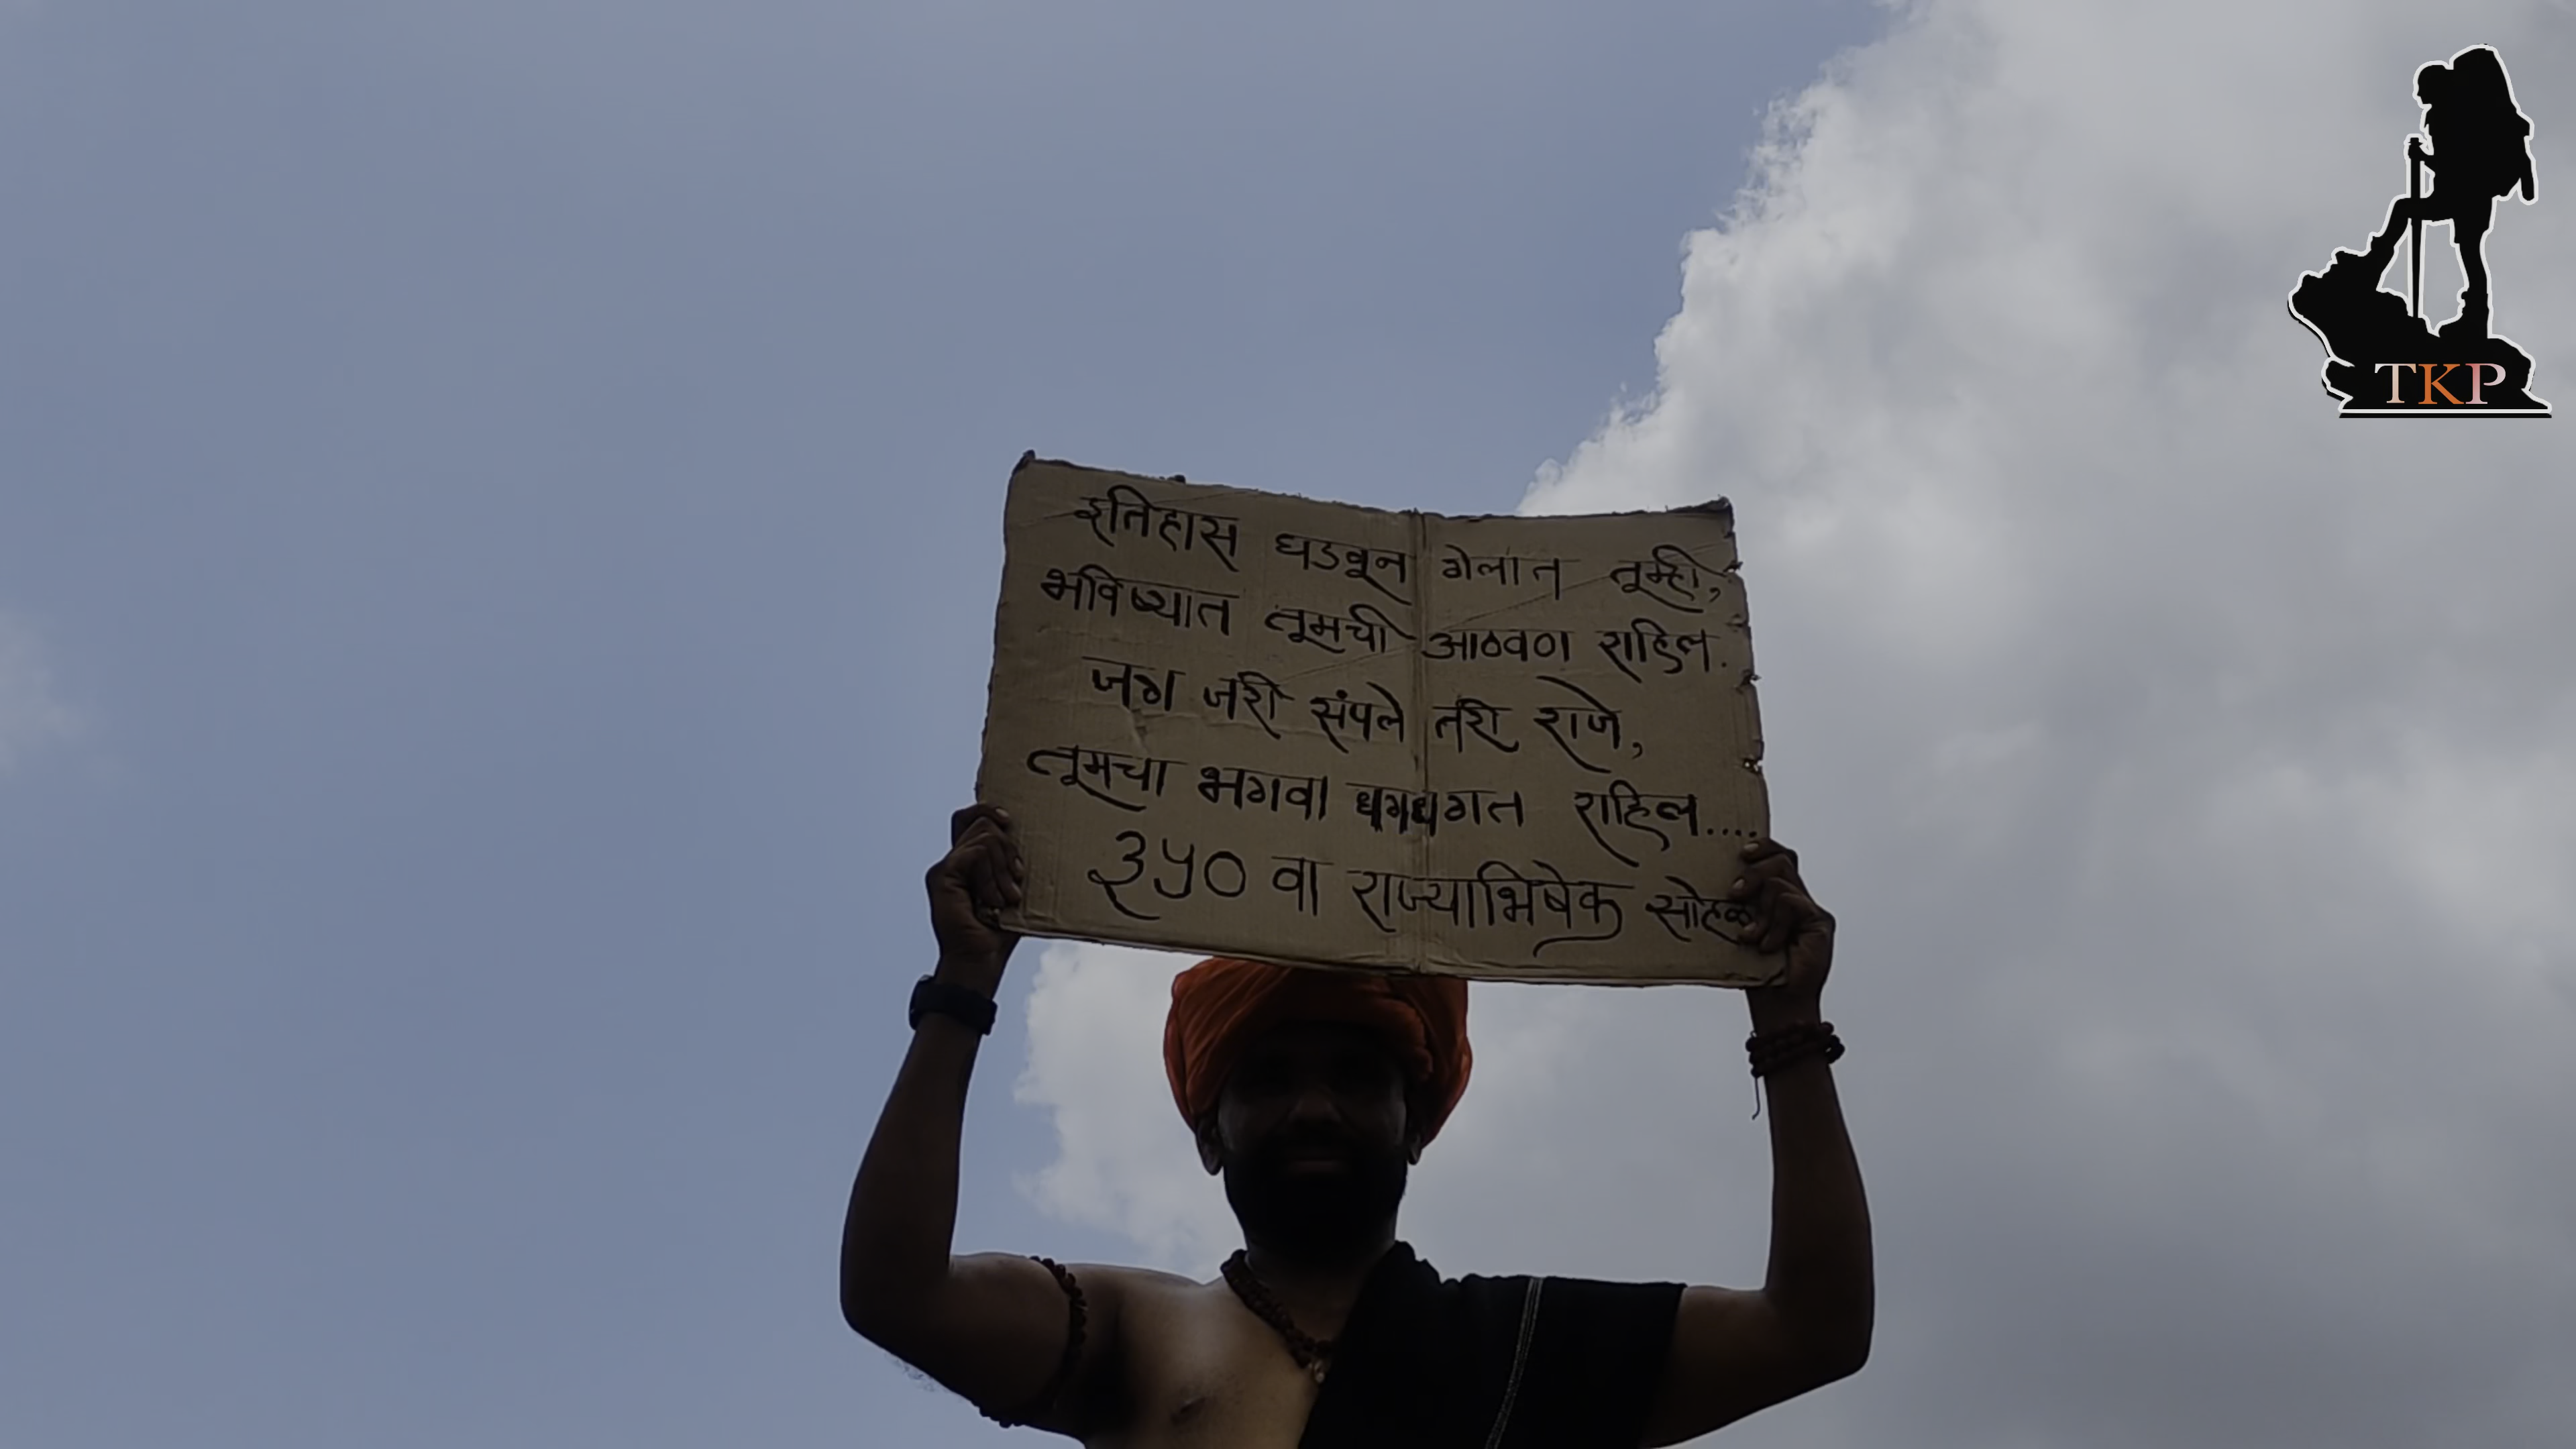 इतिहास घडवून गेलात तूम्ही,
भविष्यात तूमची आठवण राहिल.
जग जरी संपले तरी राजे,
तूमचा भगवा धगधगत राहिल....
३५० वा राज्याभिषेक सोहळ
TKP